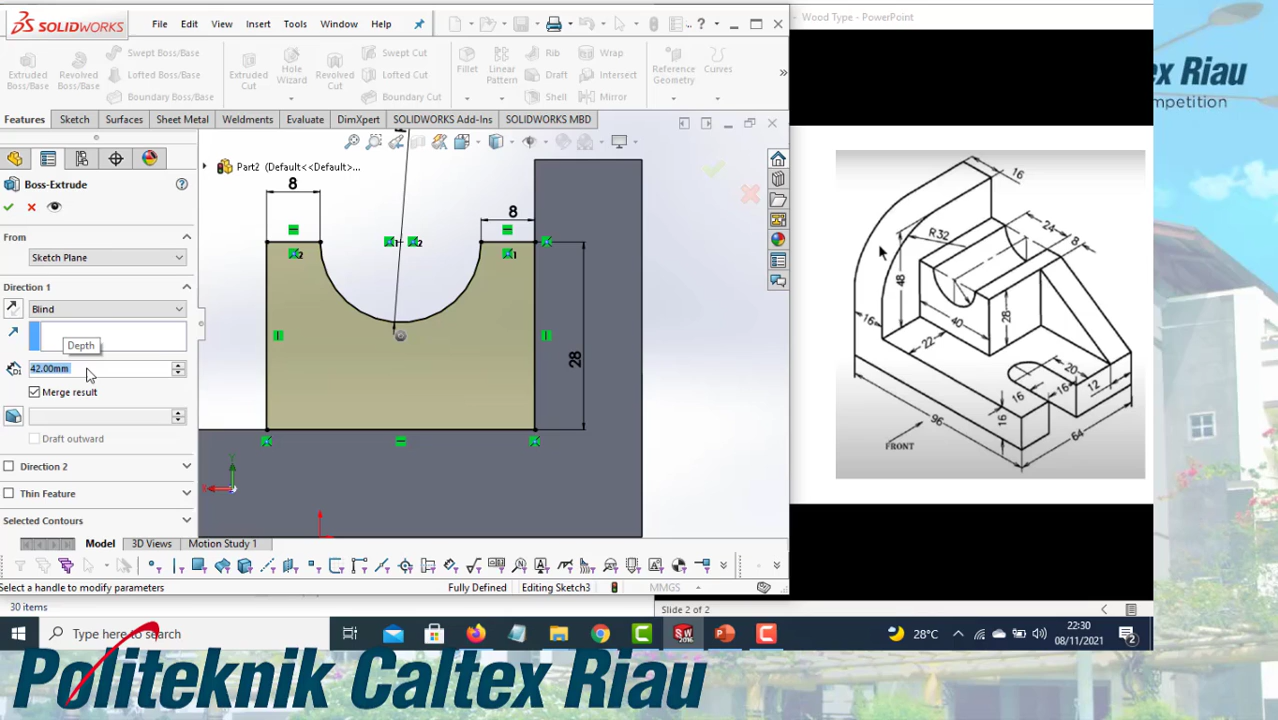 SOLIDWORKS
File Edit View Insert Tools Window Help
Wood Type - PowerPoint
Extruded Boss/Base
Revolved Boss/Base
Swept Boss/Base
Lofted Boss/Base
Boundary Boss/Base
Extruded Cut
Hole Wizard
Revolved Cut
Swept Cut
Lofted Cut
Boundary Cut
Fillet
Linear Pattern
Rib
Draft
Shell
Wrap
Intersect
Mirror
Reference Geometry
Curves
ex Riau
mpetition
Features Sketch Surfaces Sheet Metal Weldments Evaluate DimXpert SOLIDWORKS Add-Ins SOLIDWORKS MBD
Part2 (Default<<Default>...
Boss-Extrude
From
Sketch Plane
Direction 1
Blind
Depth
42.00mm
Merge result
Draft outward
Direction 2
Thin Feature
Selected Contours
8
8
28
Y
X
16
24
8
R32
48
16
40
28
22
20
16
16
12
16
96
64
FRONT
Model 3D Views Motion Study 1
Select a handle to modify parameters
Fully Defined Editing Sketch3 MMGS
30 items
Slide 2 of 2
Type here to search
28°C
22:30
08/11/2021
2
Politeknik Caltex Riau